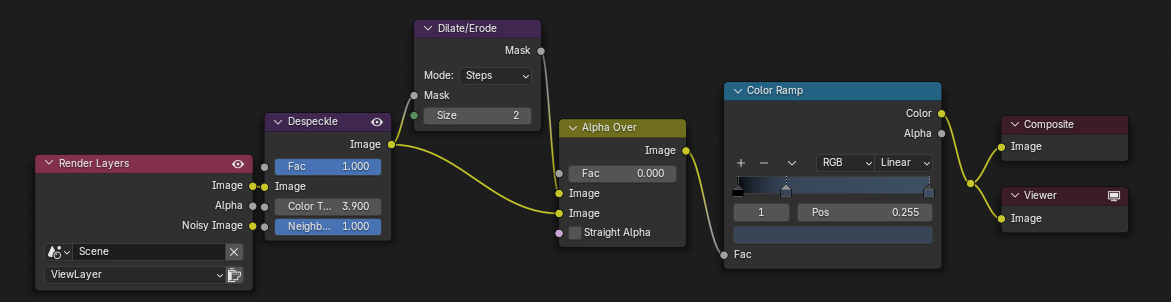 Render Layers
Image
Alpha
Noisy Image
Scene
ViewLayer
Despeckle
Image
Fac 1.000
Image
Color T... 3.900
Neighb... 1.000
Dilate/Erode
Mask
Mode: Steps
Mask
Size 2
Alpha Over
Image
Fac 0.000
Image
Image
Straight Alpha
Color Ramp
Color
Alpha
RGB Linear
1 Pos 0.255
Fac
Composite
Image
Viewer
Image